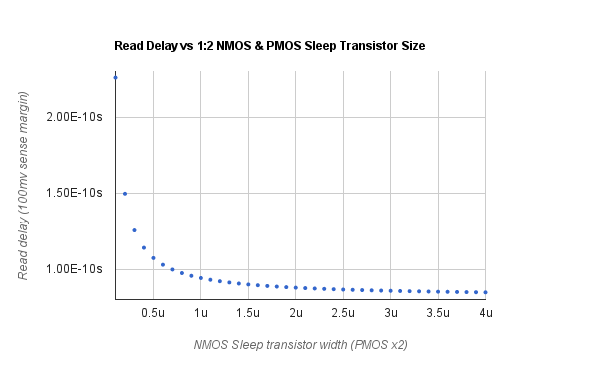 Read Delay vs 1:2 NMOS & PMOS Sleep Transistor Size
Read delay (100mv sense margin)
2.00E-10s
1.50E-10s
1.00E-10s
0.5u 1u 1.5u 2u 2.5u 3u 3.5u 4u
NMOS Sleep transistor width (PMOS x2)